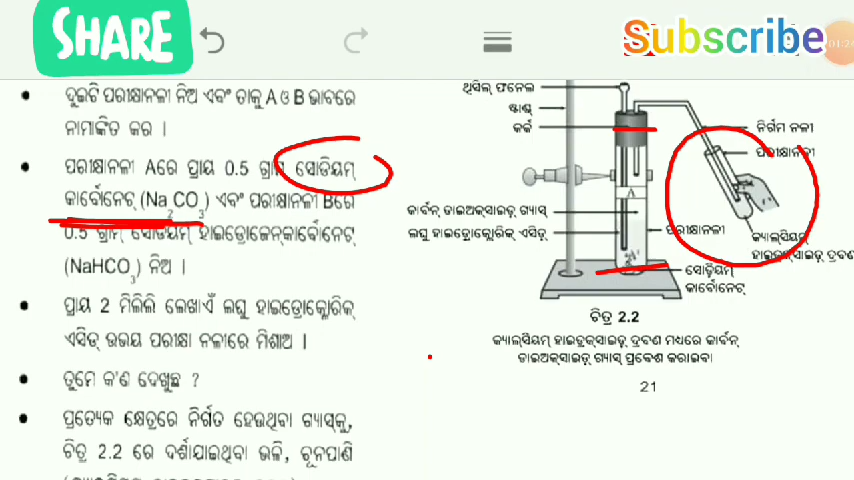 SHARE
Subscribe
01:2
ଦୁଇଟି ପରୀକ୍ଷାନଳୀ ନିଅ ଏବଂ ତାକୁ A ଓ B ଭାବରେ
ନାମାଙ୍କିତ କର ।
ପରୀକ୍ଷାନଳୀ Aରେ ପ୍ରାୟ 0.5 ଗ୍ରାମ ସୋଡିୟମ୍
କାର୍ବୋନେଟ୍ (Na₂CO₃) ଏବଂ ପରୀକ୍ଷାନଳୀ Bରେ
0.5 ଗ୍ରାମ୍ ସୋଡିୟମ୍ ହାଇଡ୍ରୋଜେନ୍‌କାର୍ବୋନେଟ୍
(NaHCO₃) ନିଅ ।
ପ୍ରାୟ 2 ମିଲିଲି ଲେଖାଏଁ ଲଘୁ ହାଇଡ୍ରୋକ୍ଲୋରିକ୍
ଏସିଡ୍ ଉଭୟ ପରୀକ୍ଷା ନଳୀରେ ମିଶାଅ ।
ତୁମେ କ'ଣ ଦେଖୁଛ ?
ପ୍ରତ୍ୟେକ କ୍ଷେତ୍ରରେ ନିର୍ଗତ ହେଉଥିବା ଗ୍ୟାସ୍‌କୁ,
ଚିତ୍ର 2.2 ରେ ଦର୍ଶାଯାଇଥିବା ଭଳି, ଚୂନପାଣି
ଥିସିଲ୍ ଫନେଲ
ଷ୍ଟାଣ୍ଡ
କର୍କ
ନିର୍ଗମ ନଳୀ
ପରୀକ୍ଷାନଳୀ
A
କାର୍ବନ୍ ଡାଇଅକ୍ସାଇଡ୍ ଗ୍ୟାସ୍
ଲଘୁ ହାଇଡ୍ରୋକ୍ଲୋରିକ୍ ଏସିଡ୍
ପରୀକ୍ଷାନଳୀ
କ୍ୟାଲ୍‌ସିୟମ୍
ହାଇଡ୍ରକ୍‌ସାଇଡ୍ ଦ୍ରବଣ
ସୋଡ଼ିୟମ୍
କାର୍ବୋନେଟ୍
ଚିତ୍ର 2.2
କ୍ୟାଲ୍‌ସିୟମ୍ ହାଇଡ୍ରକ୍‌ସାଇଡ୍ ଦ୍ରବଣ ମଧ୍ୟରେ କାର୍ବନ୍
ଡାଇଅକ୍‌ସାଇଡ୍ ଗ୍ୟାସ୍ ପ୍ରବେଶ କରାଇବା
21